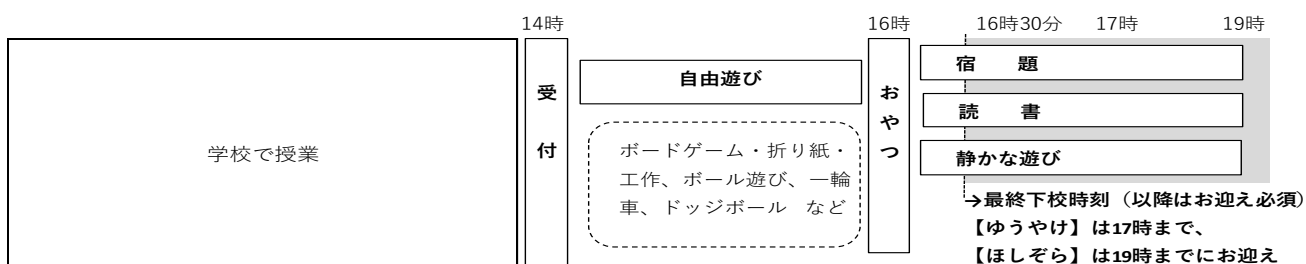 14時
16時
16時30分
17時
19時
学校で授業
受付
自由遊び
ボードゲーム・折り紙・
工作、ボール遊び、一輪
車、ドッジボール など
おやつ
宿 題
読 書
静かな遊び
→最終下校時刻（以降はお迎え必須）
【ゆうやけ】は17時まで、
【ほしぞら】は19時までにお迎え